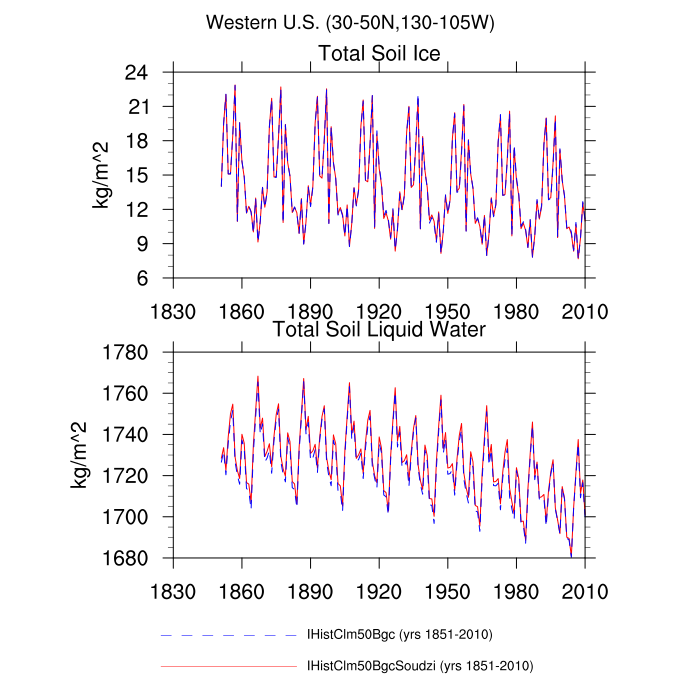 Western U.S. (30-50N,130-105W)
Total Soil Ice
24
21
18
15
12
9
6
kg/m^2
1830 1860 1890 1920 1950 1980 2010
Total Soil Liquid Water
1780
1760
1740
1720
1700
1680
kg/m^2
1830 1860 1890 1920 1950 1980 2010
IHistClm50Bgc (yrs 1851-2010)
IHistClm50BgcSoudzi (yrs 1851-2010)